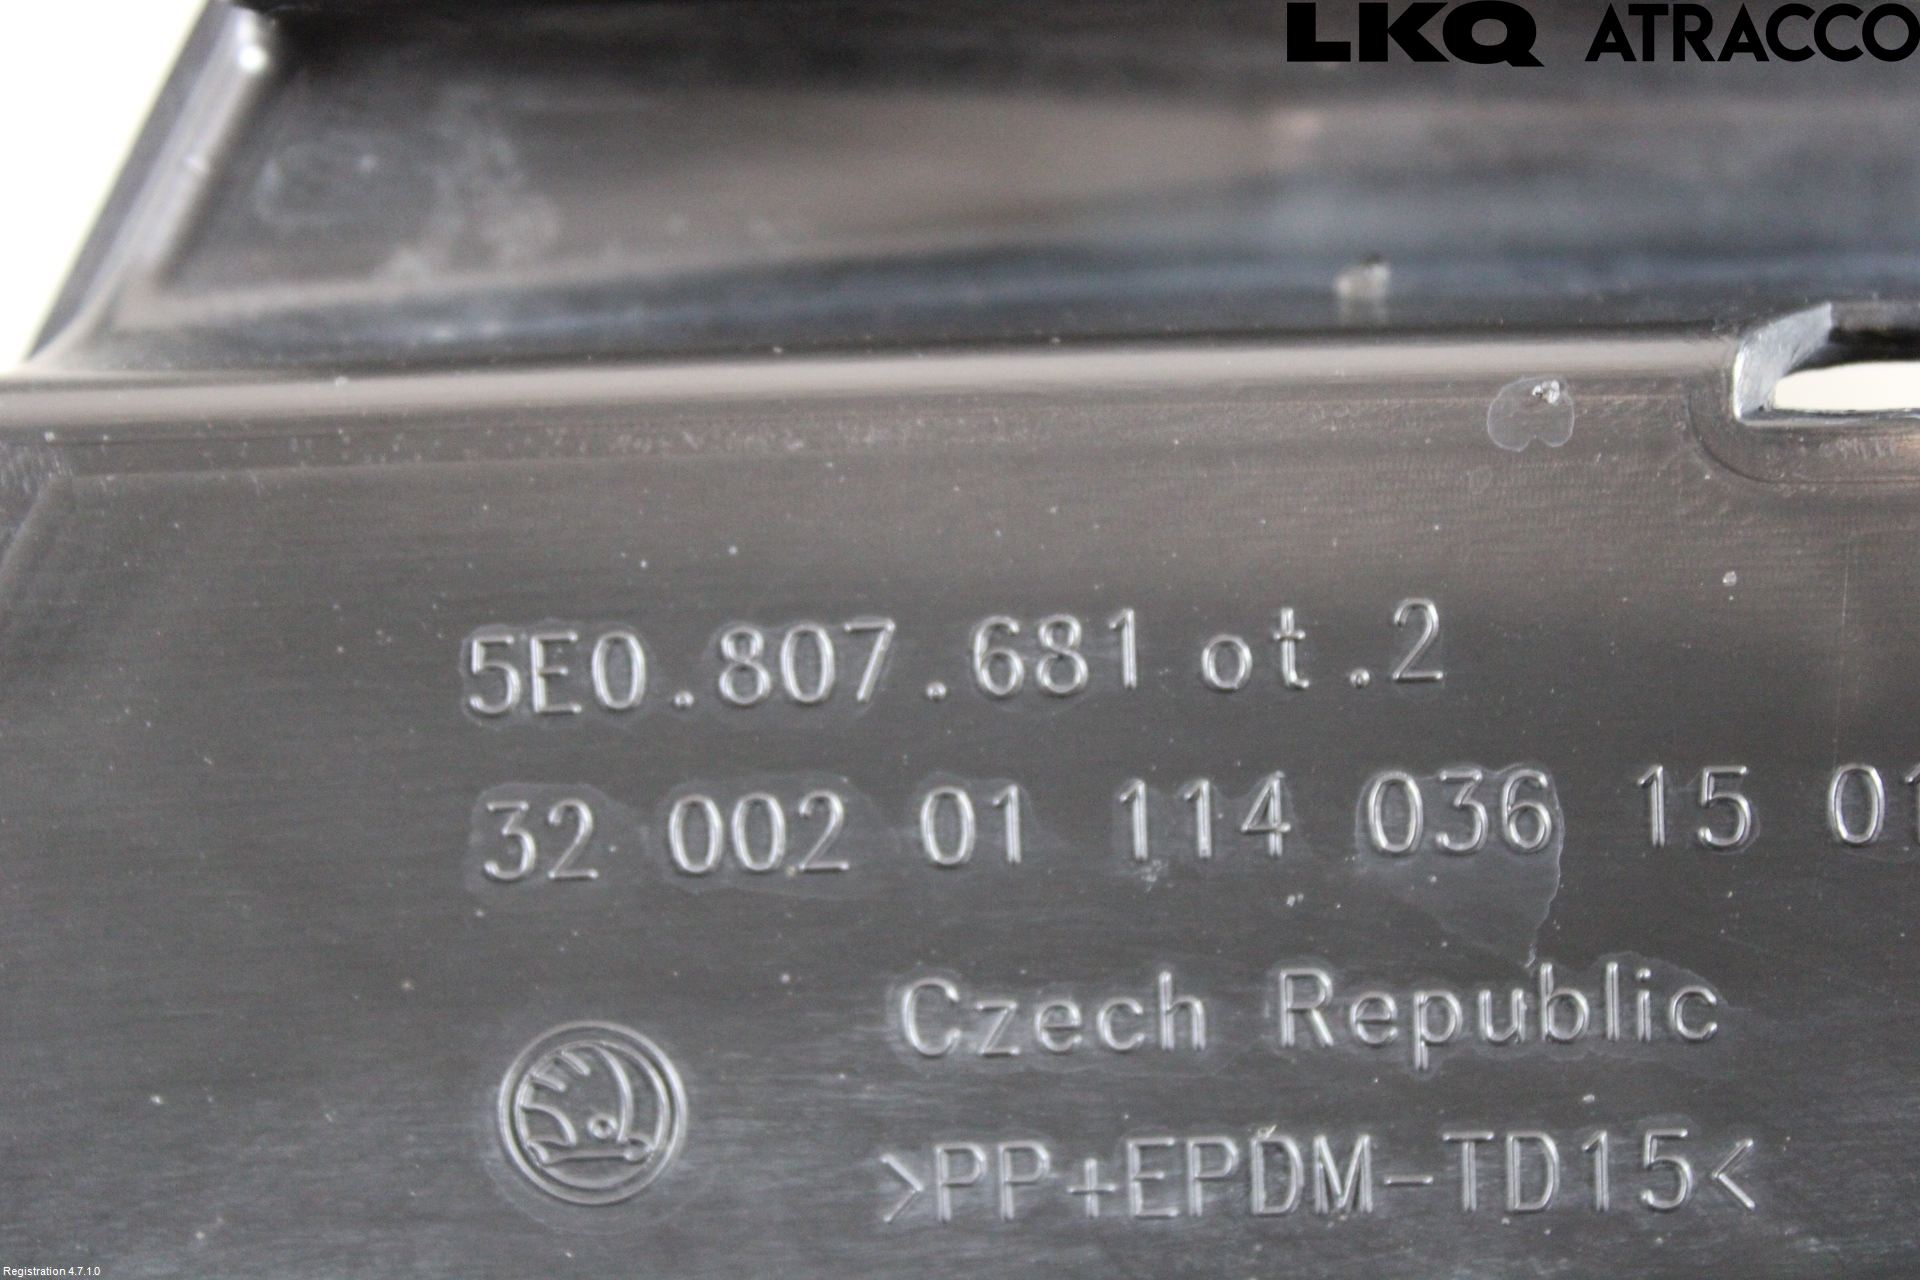 LKQ ATRACCO
5E0.807.681 ot.2
32 002 01 114 036 15 01
Czech Republic
>PP+EPDM-TD15<
Registration 4.7.1.0